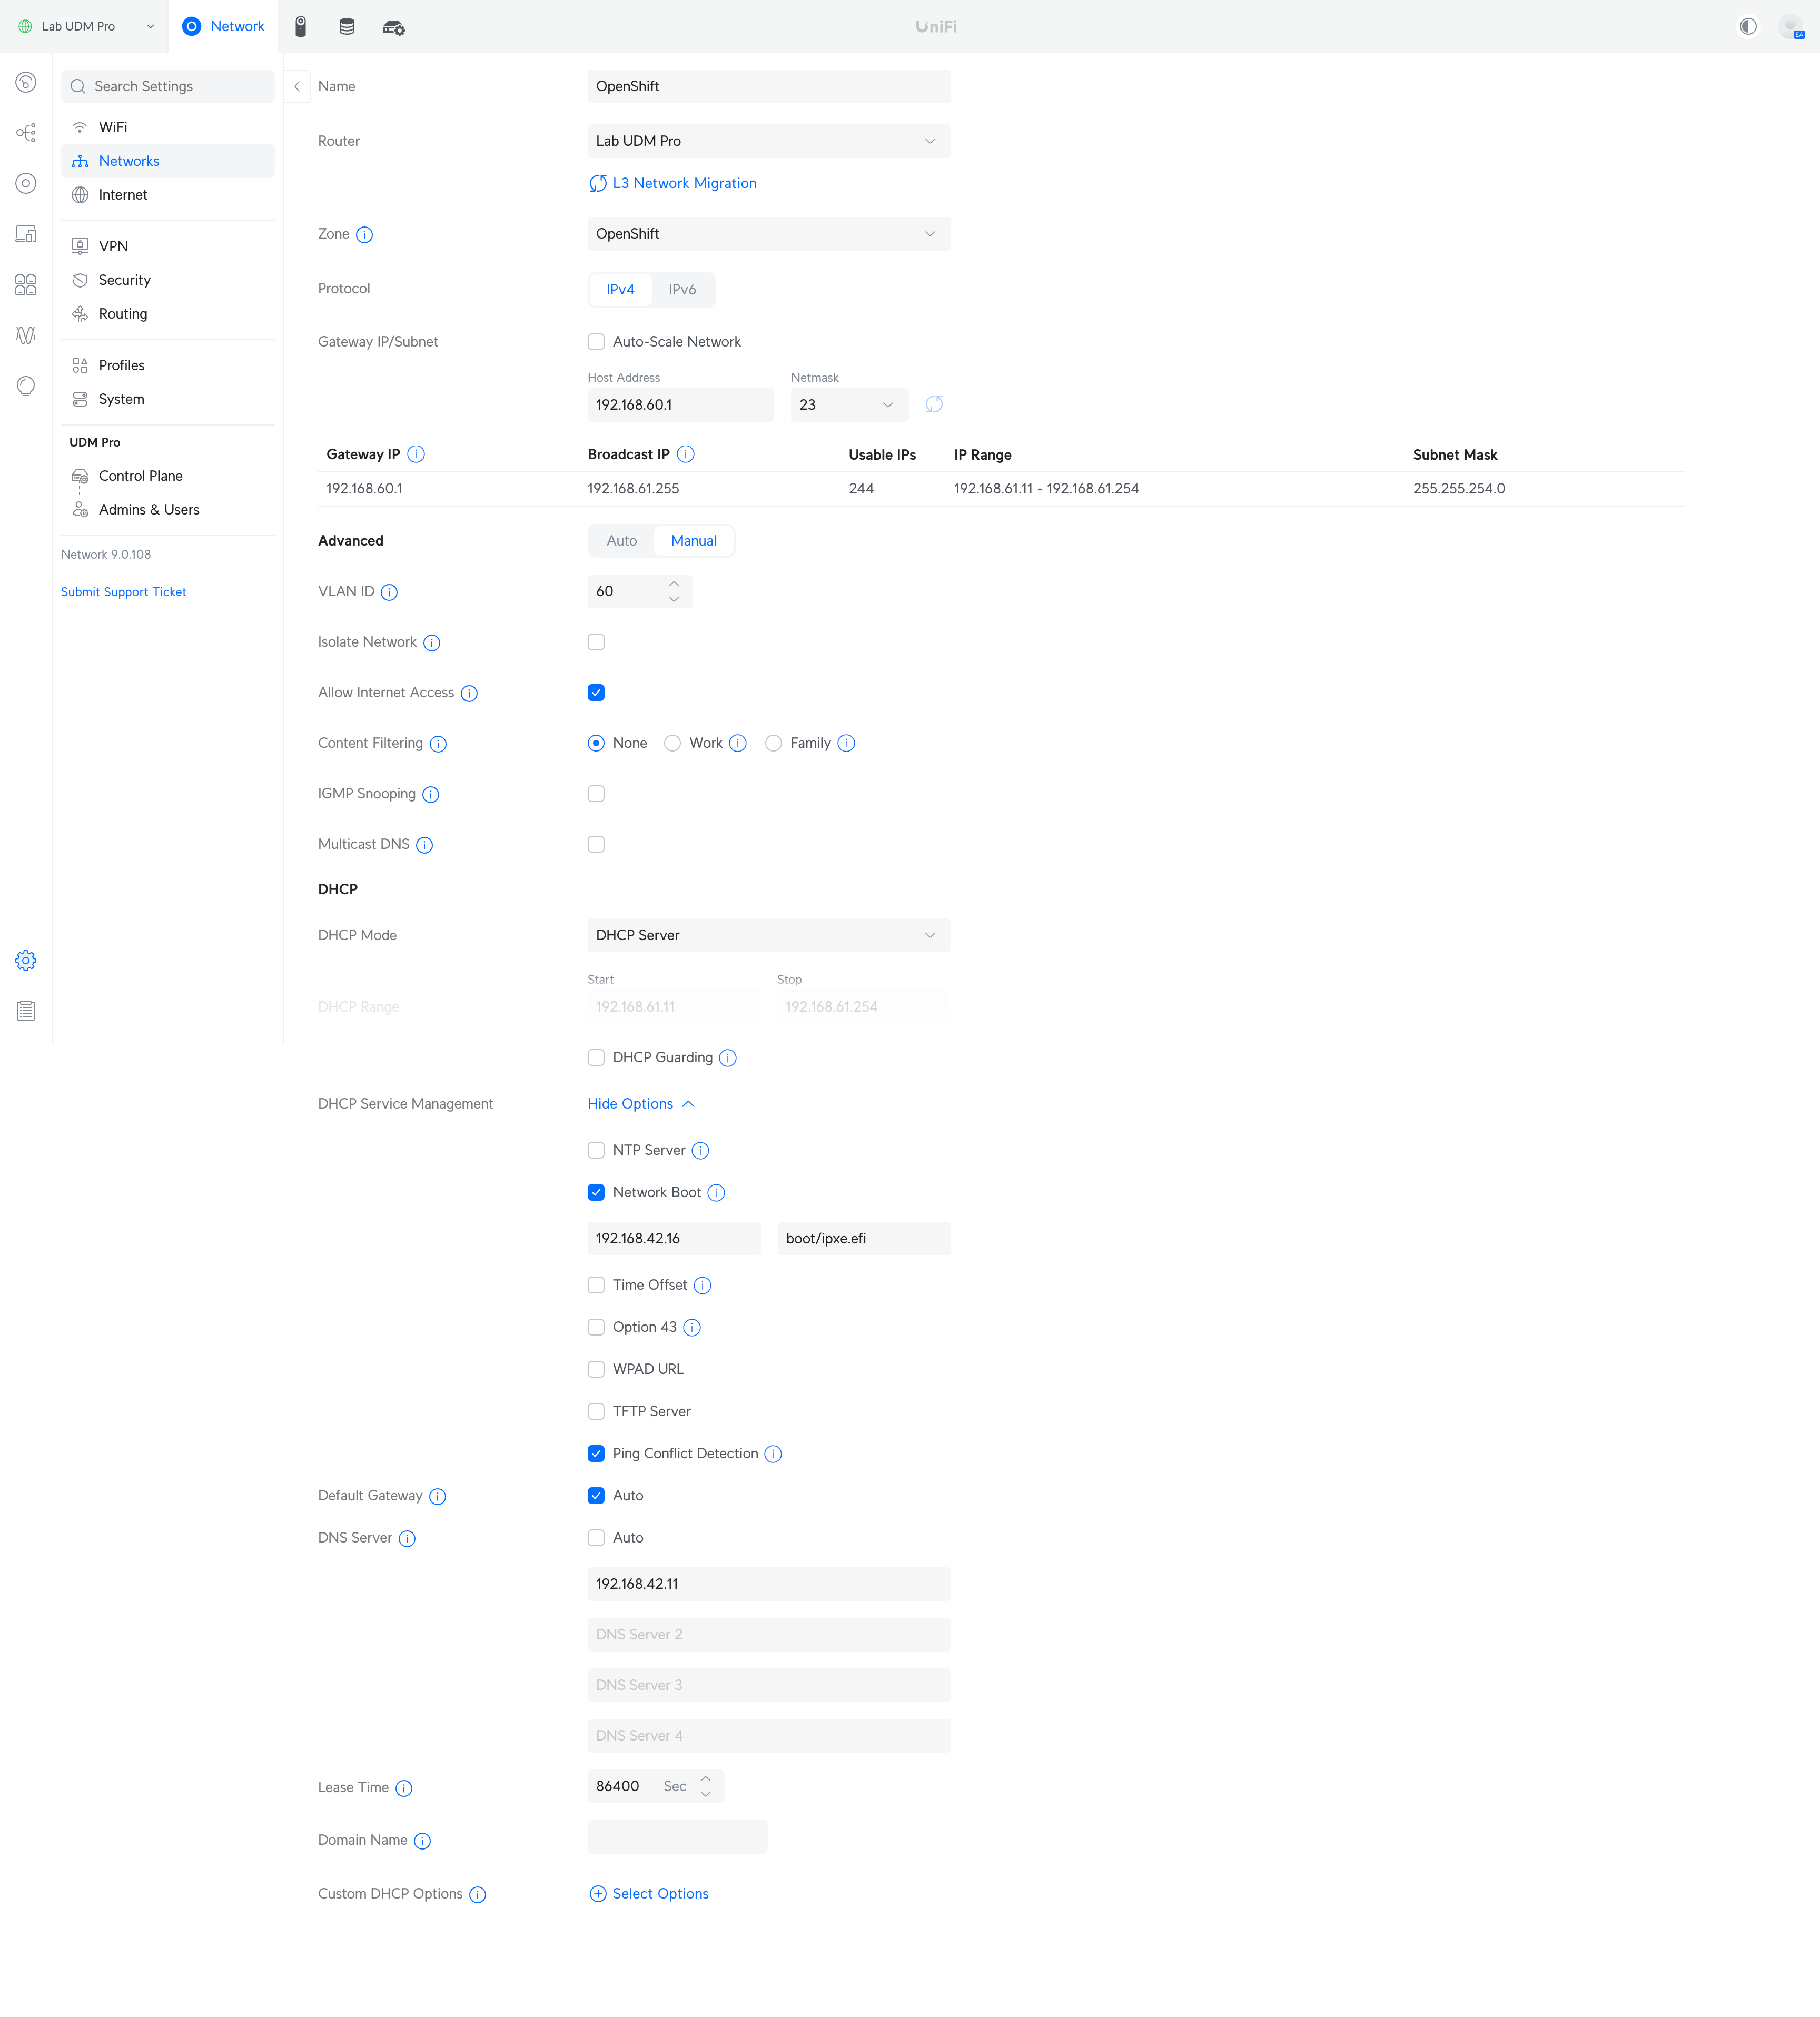 Lab UDM Pro
Network
UniFi
EA
Search Settings
WiFi
Networks
Internet
VPN
Security
Routing
Profiles
System
UDM Pro
Control Plane
Admins & Users
Network 9.0.108
Submit Support Ticket
Name
OpenShift
Router
Lab UDM Pro
L3 Network Migration
Zone
OpenShift
Protocol
IPv4 IPv6
Gateway IP/Subnet
Auto-Scale Network
Host Address Netmask
192.168.60.1 23
Gateway IP Broadcast IP Usable IPs IP Range Subnet Mask
192.168.60.1 192.168.61.255 244 192.168.61.11 - 192.168.61.254 255.255.254.0
Advanced Auto Manual
VLAN ID 60
Isolate Network
Allow Internet Access
Content Filtering None Work Family
IGMP Snooping
Multicast DNS
DHCP
DHCP Mode DHCP Server
Start Stop
DHCP Range 192.168.61.11 192.168.61.254
DHCP Guarding
DHCP Service Management Hide Options
NTP Server
Network Boot
192.168.42.16 boot/ipxe.efi
Time Offset
Option 43
WPAD URL
TFTP Server
Ping Conflict Detection
Default Gateway Auto
DNS Server Auto
192.168.42.11
DNS Server 2
DNS Server 3
DNS Server 4
Lease Time 86400 Sec
Domain Name
Custom DHCP Options Select Options